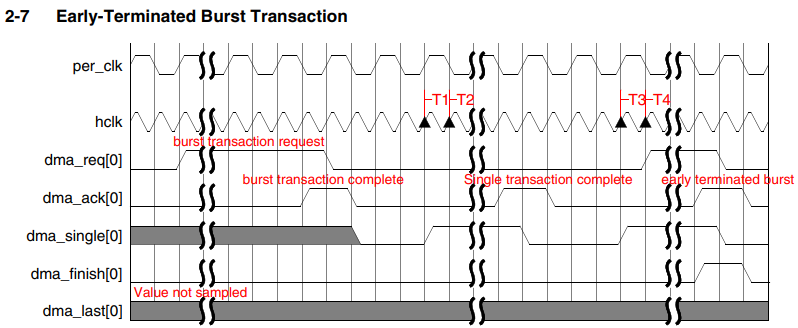 2-7 Early-Terminated Burst Transaction
per_clk
T1 T2 T3 T4
hclk
burst transaction request
dma_req[0]
burst transaction complete Single transaction complete early terminated burst
dma_ack[0]
dma_single[0]
dma_finish[0]
Value not sampled
dma_last[0]